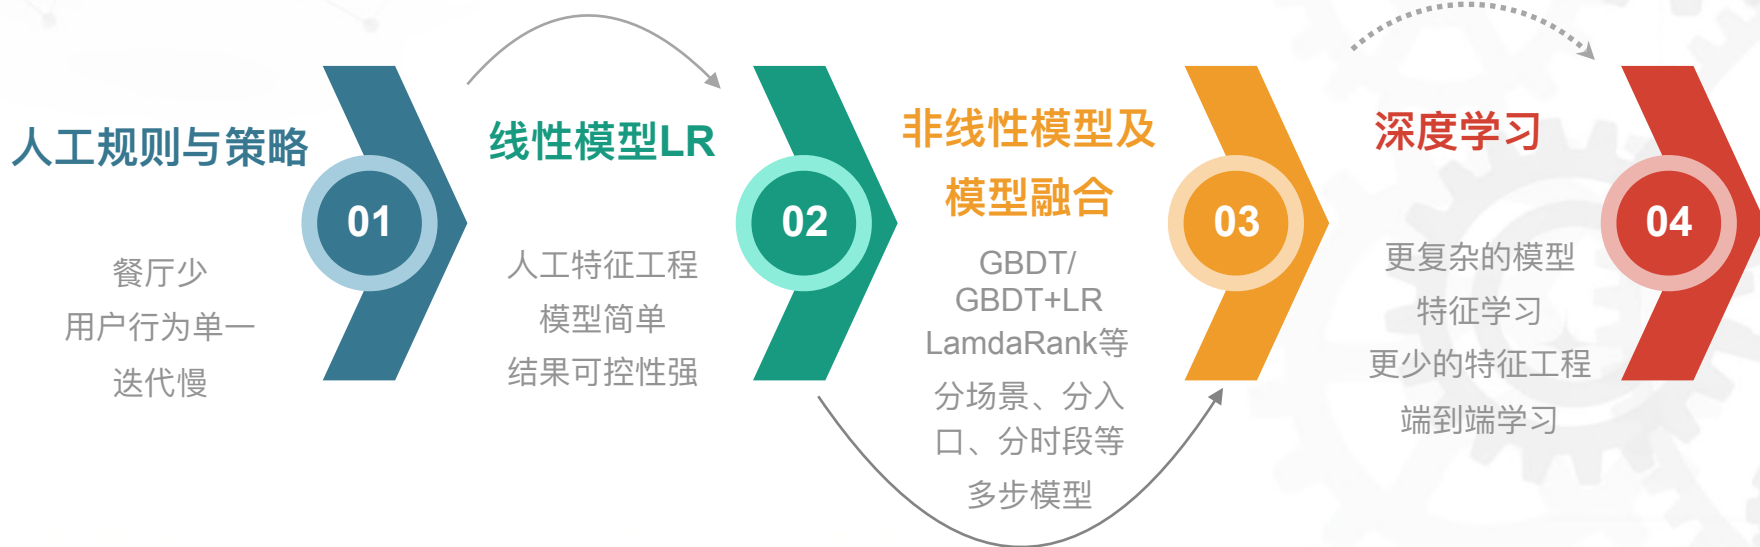 人工规则与策略
01
餐厅少
用户行为单一
迭代慢
线性模型LR
02
人工特征工程
模型简单
结果可控性强
非线性模型及
模型融合
03
GBDT/
GBDT+LR
LamdaRank等
分场景、分入
口、分时段等
多步模型
深度学习
04
更复杂的模型
特征学习
更少的特征工程
端到端学习